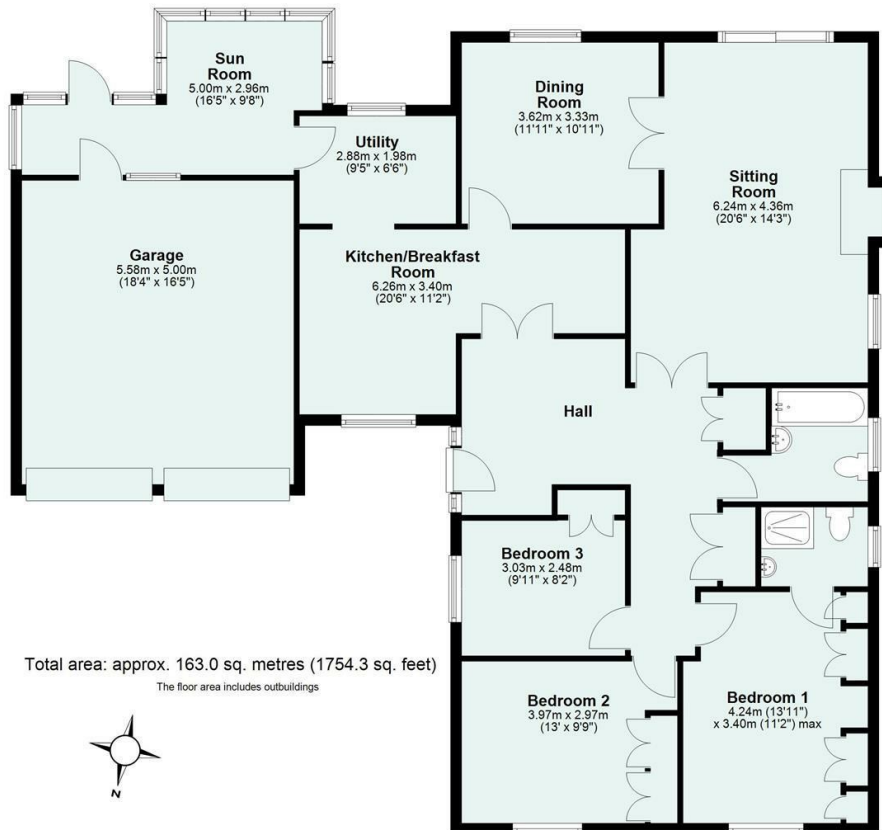 Sun
Room
5.00m x 2.96m
(16'5" x 9'8")
Dining
Room
3.62m x 3.33m
(11'11" x 10'11")
Utility
2.88m x 1.98m
(9'5" x 6'6")
Sitting
Room
6.24m x 4.36m
(20'6" x 14'3")
Garage
5.58m x 5.00m
(18'4" x 16'5")
Kitchen/Breakfast
Room
6.26m x 3.40m
(20'6" x 11'2")
Hall
Bedroom 3
3.03m x 2.48m
(9'11" x 8'2")
Total area: approx. 163.0 sq. metres (1754.3 sq. feet)
The floor area includes outbuildings
Bedroom 2
3.97m x 2.97m
(13' x 9'9")
Bedroom 1
4.24m (13'11")
x 3.40m (11'2") max
N